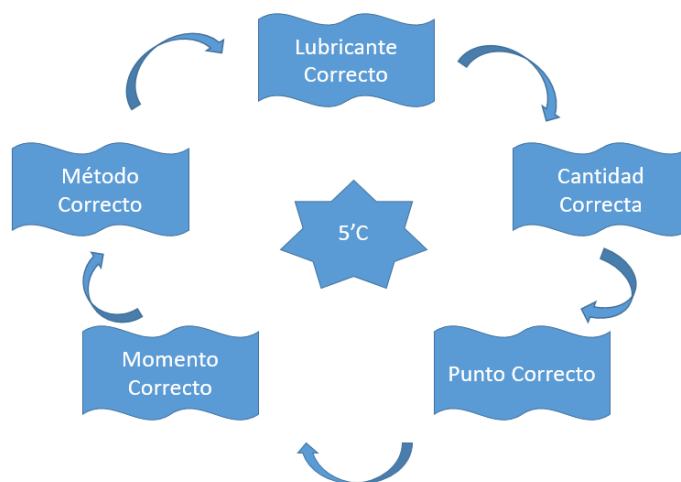 Lubricante
Correcto
Cantidad
Correcta
Punto Correcto
Momento
Correcto
Método
Correcto
5'C